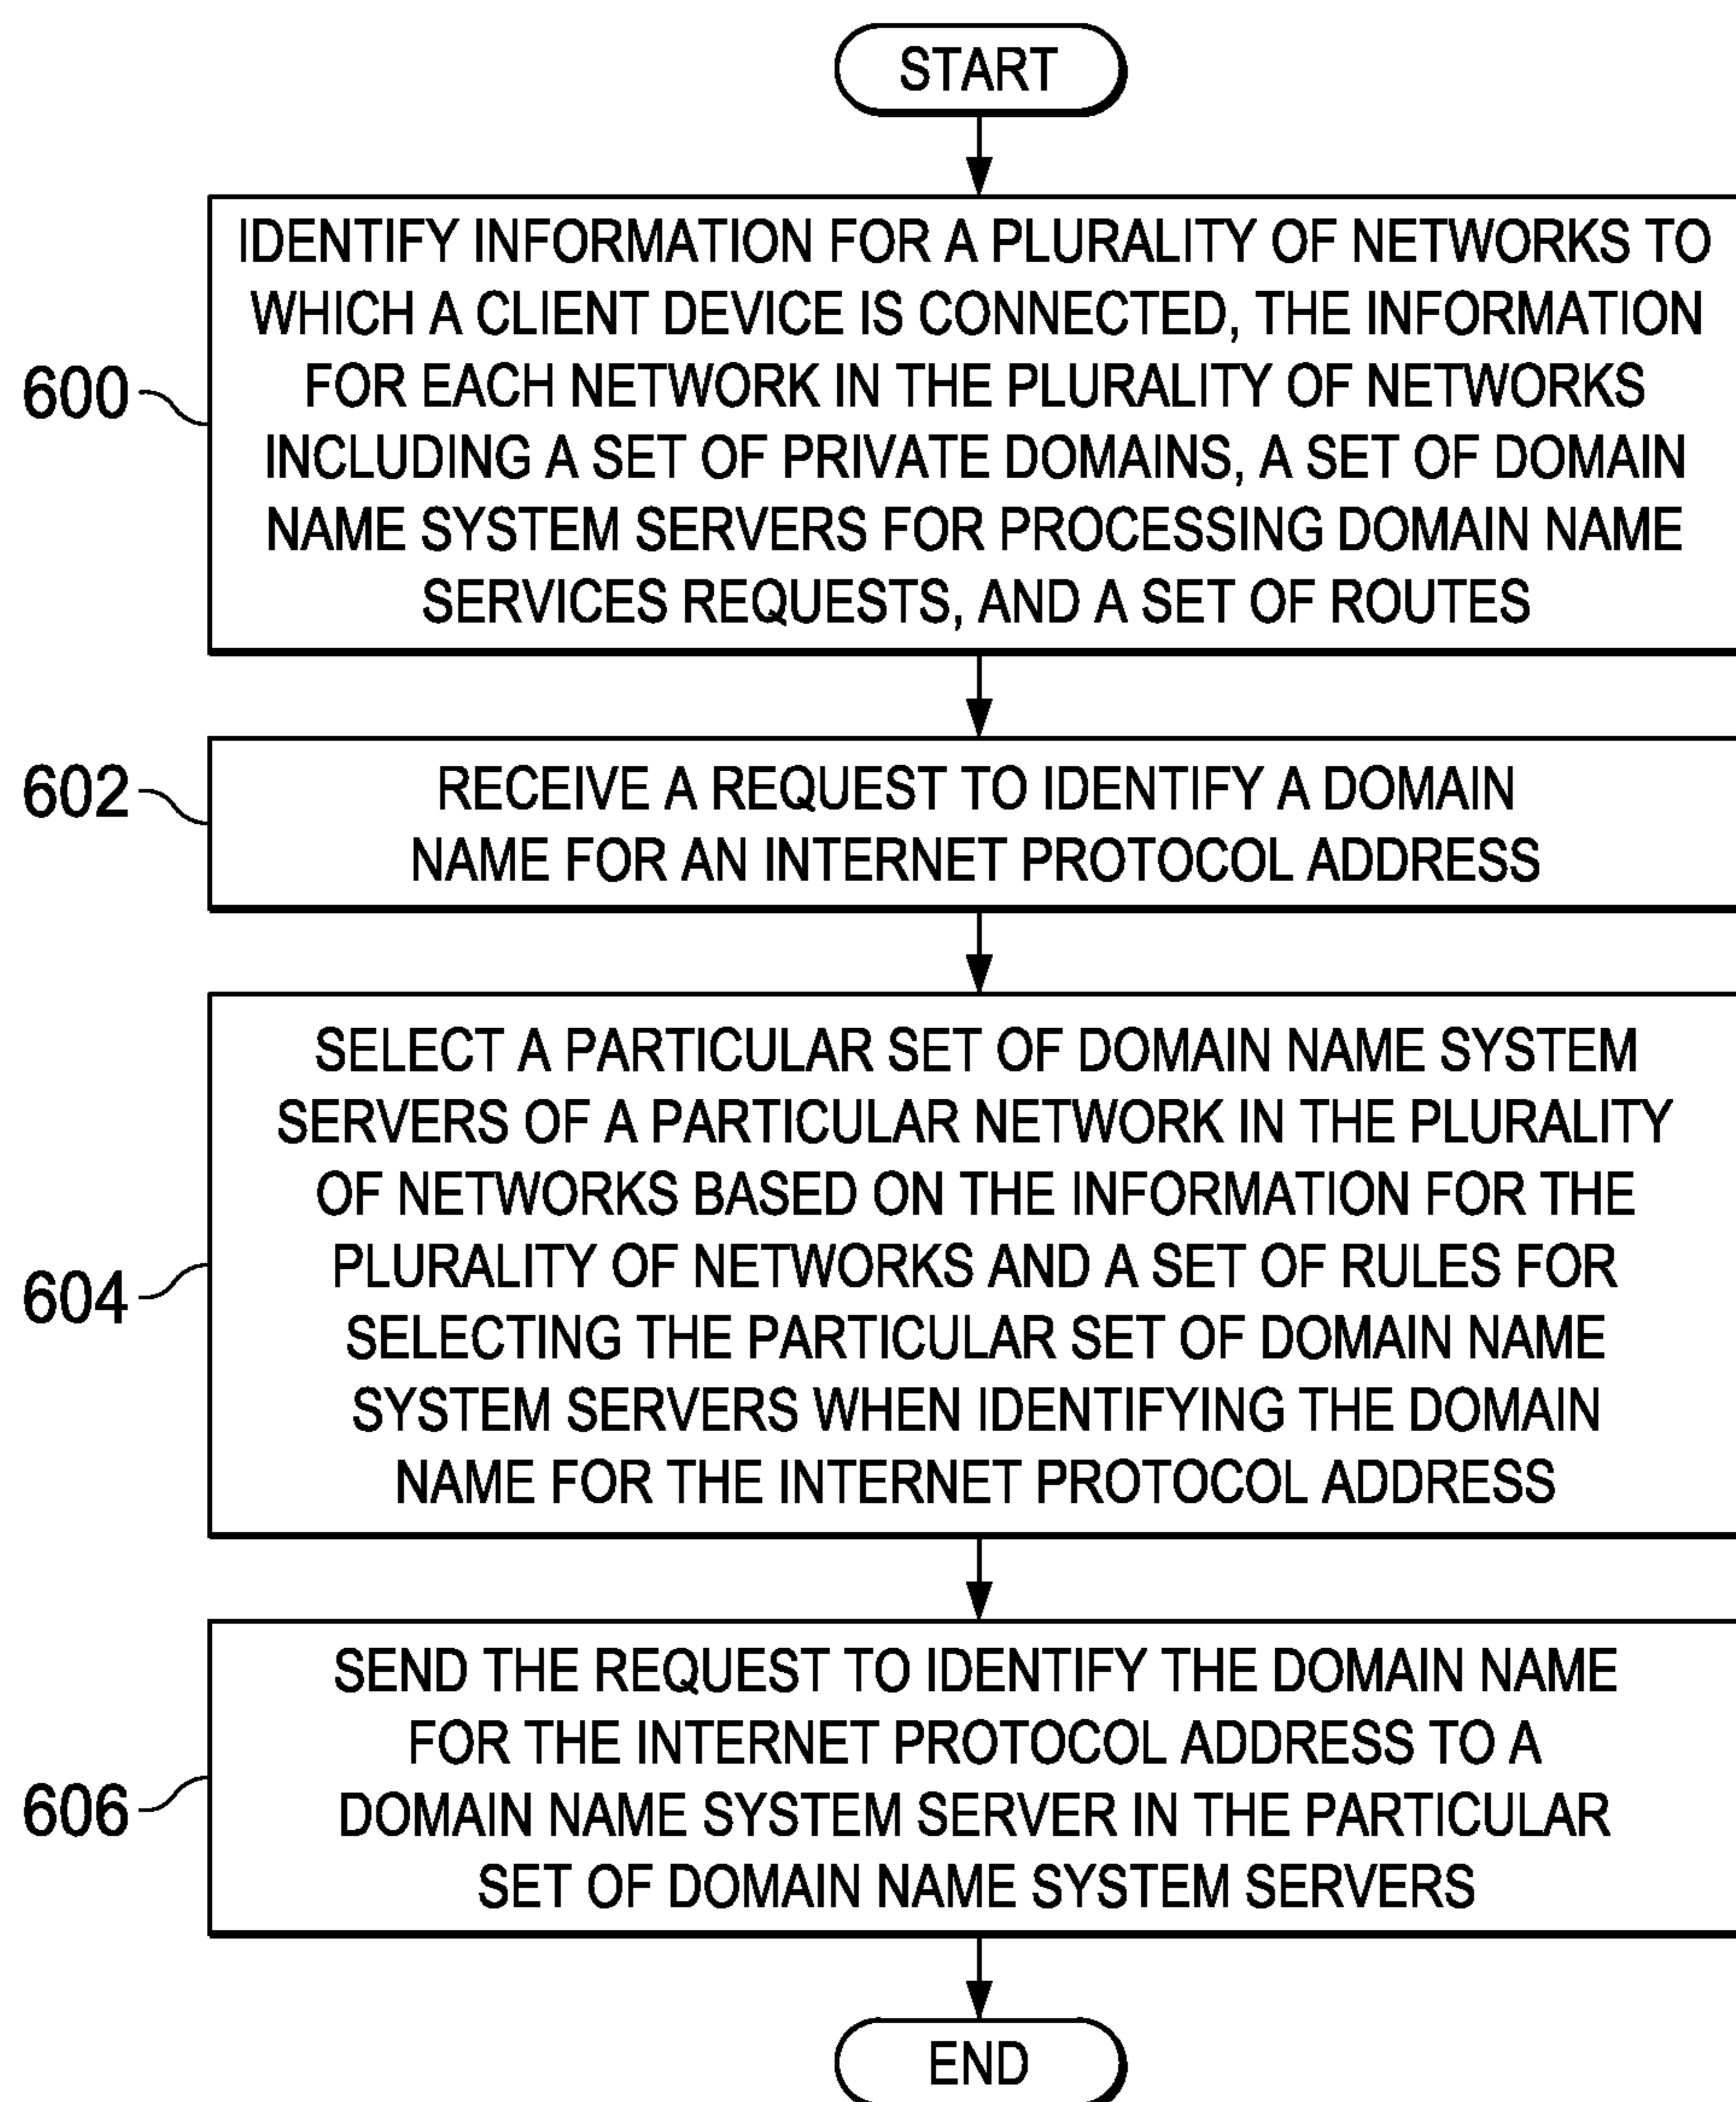 START
IDENTIFY INFORMATION FOR A PLURALITY OF NETWORKS TO
WHICH A CLIENT DEVICE IS CONNECTED, THE INFORMATION
FOR EACH NETWORK IN THE PLURALITY OF NETWORKS
INCLUDING A SET OF PRIVATE DOMAINS, A SET OF DOMAIN
NAME SYSTEM SERVERS FOR PROCESSING DOMAIN NAME
SERVICES REQUESTS, AND A SET OF ROUTES
600
RECEIVE A REQUEST TO IDENTIFY A DOMAIN
NAME FOR AN INTERNET PROTOCOL ADDRESS
602
SELECT A PARTICULAR SET OF DOMAIN NAME SYSTEM
SERVERS OF A PARTICULAR NETWORK IN THE PLURALITY
OF NETWORKS BASED ON THE INFORMATION FOR THE
PLURALITY OF NETWORKS AND A SET OF RULES FOR
SELECTING THE PARTICULAR SET OF DOMAIN NAME
SYSTEM SERVERS WHEN IDENTIFYING THE DOMAIN
NAME FOR THE INTERNET PROTOCOL ADDRESS
604
SEND THE REQUEST TO IDENTIFY THE DOMAIN NAME
FOR THE INTERNET PROTOCOL ADDRESS TO A
DOMAIN NAME SYSTEM SERVER IN THE PARTICULAR
SET OF DOMAIN NAME SYSTEM SERVERS
606
END